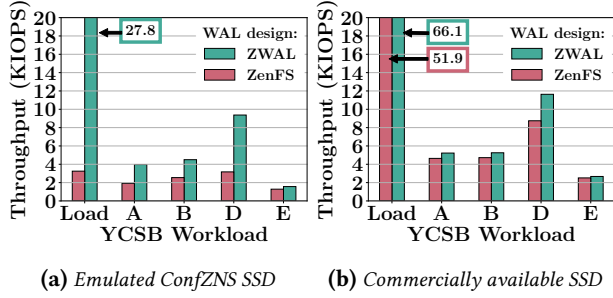 20
18
16
14
12
10
8
6
4
2
0
Throughput (KIOPS)
27.8
WAL design:
ZWAL
ZenFS
Load A B D E
YCSB Workload
(a) Emulated ConfZNS SSD
20
18
16
14
12
10
8
6
4
2
0
Throughput (KIOPS)
66.1
51.9
WAL design:
ZWAL
ZenFS
Load A B D E
YCSB Workload
(b) Commercially available SSD